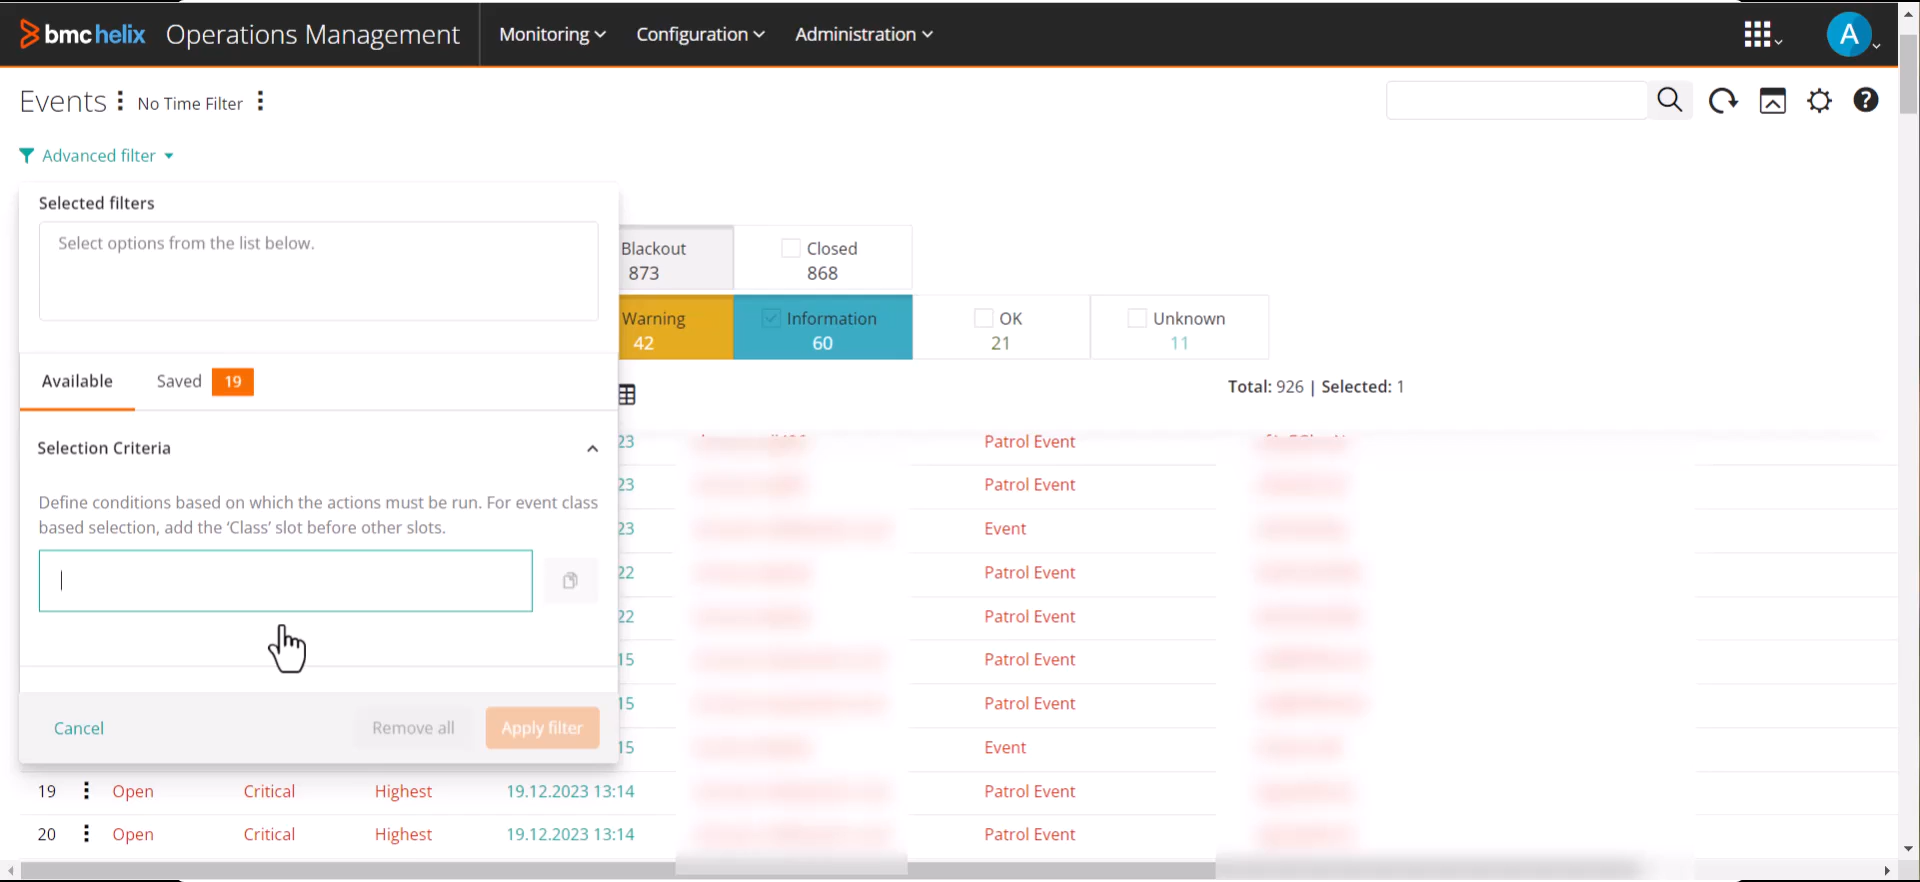 bmc helix Operations Management Monitoring Configuration Administration A
Events No Time Filter
Advanced filter
Selected filters
Select options from the list below.
Blackout
873
Closed
868
Warning
42
Information
60
OK
21
Unknown
11
Available Saved 19
Total: 926 | Selected: 1
Selection Criteria
Define conditions based on which the actions must be run. For event class
based selection, add the ‘Class’ slot before other slots.
23 Patrol Event
23 Patrol Event
23 Event
22 Patrol Event
22 Patrol Event
15 Patrol Event
15 Patrol Event
15 Event
Cancel Remove all Apply filter
19 Open Critical Highest 19.12.2023 13:14 Patrol Event
20 Open Critical Highest 19.12.2023 13:14 Patrol Event